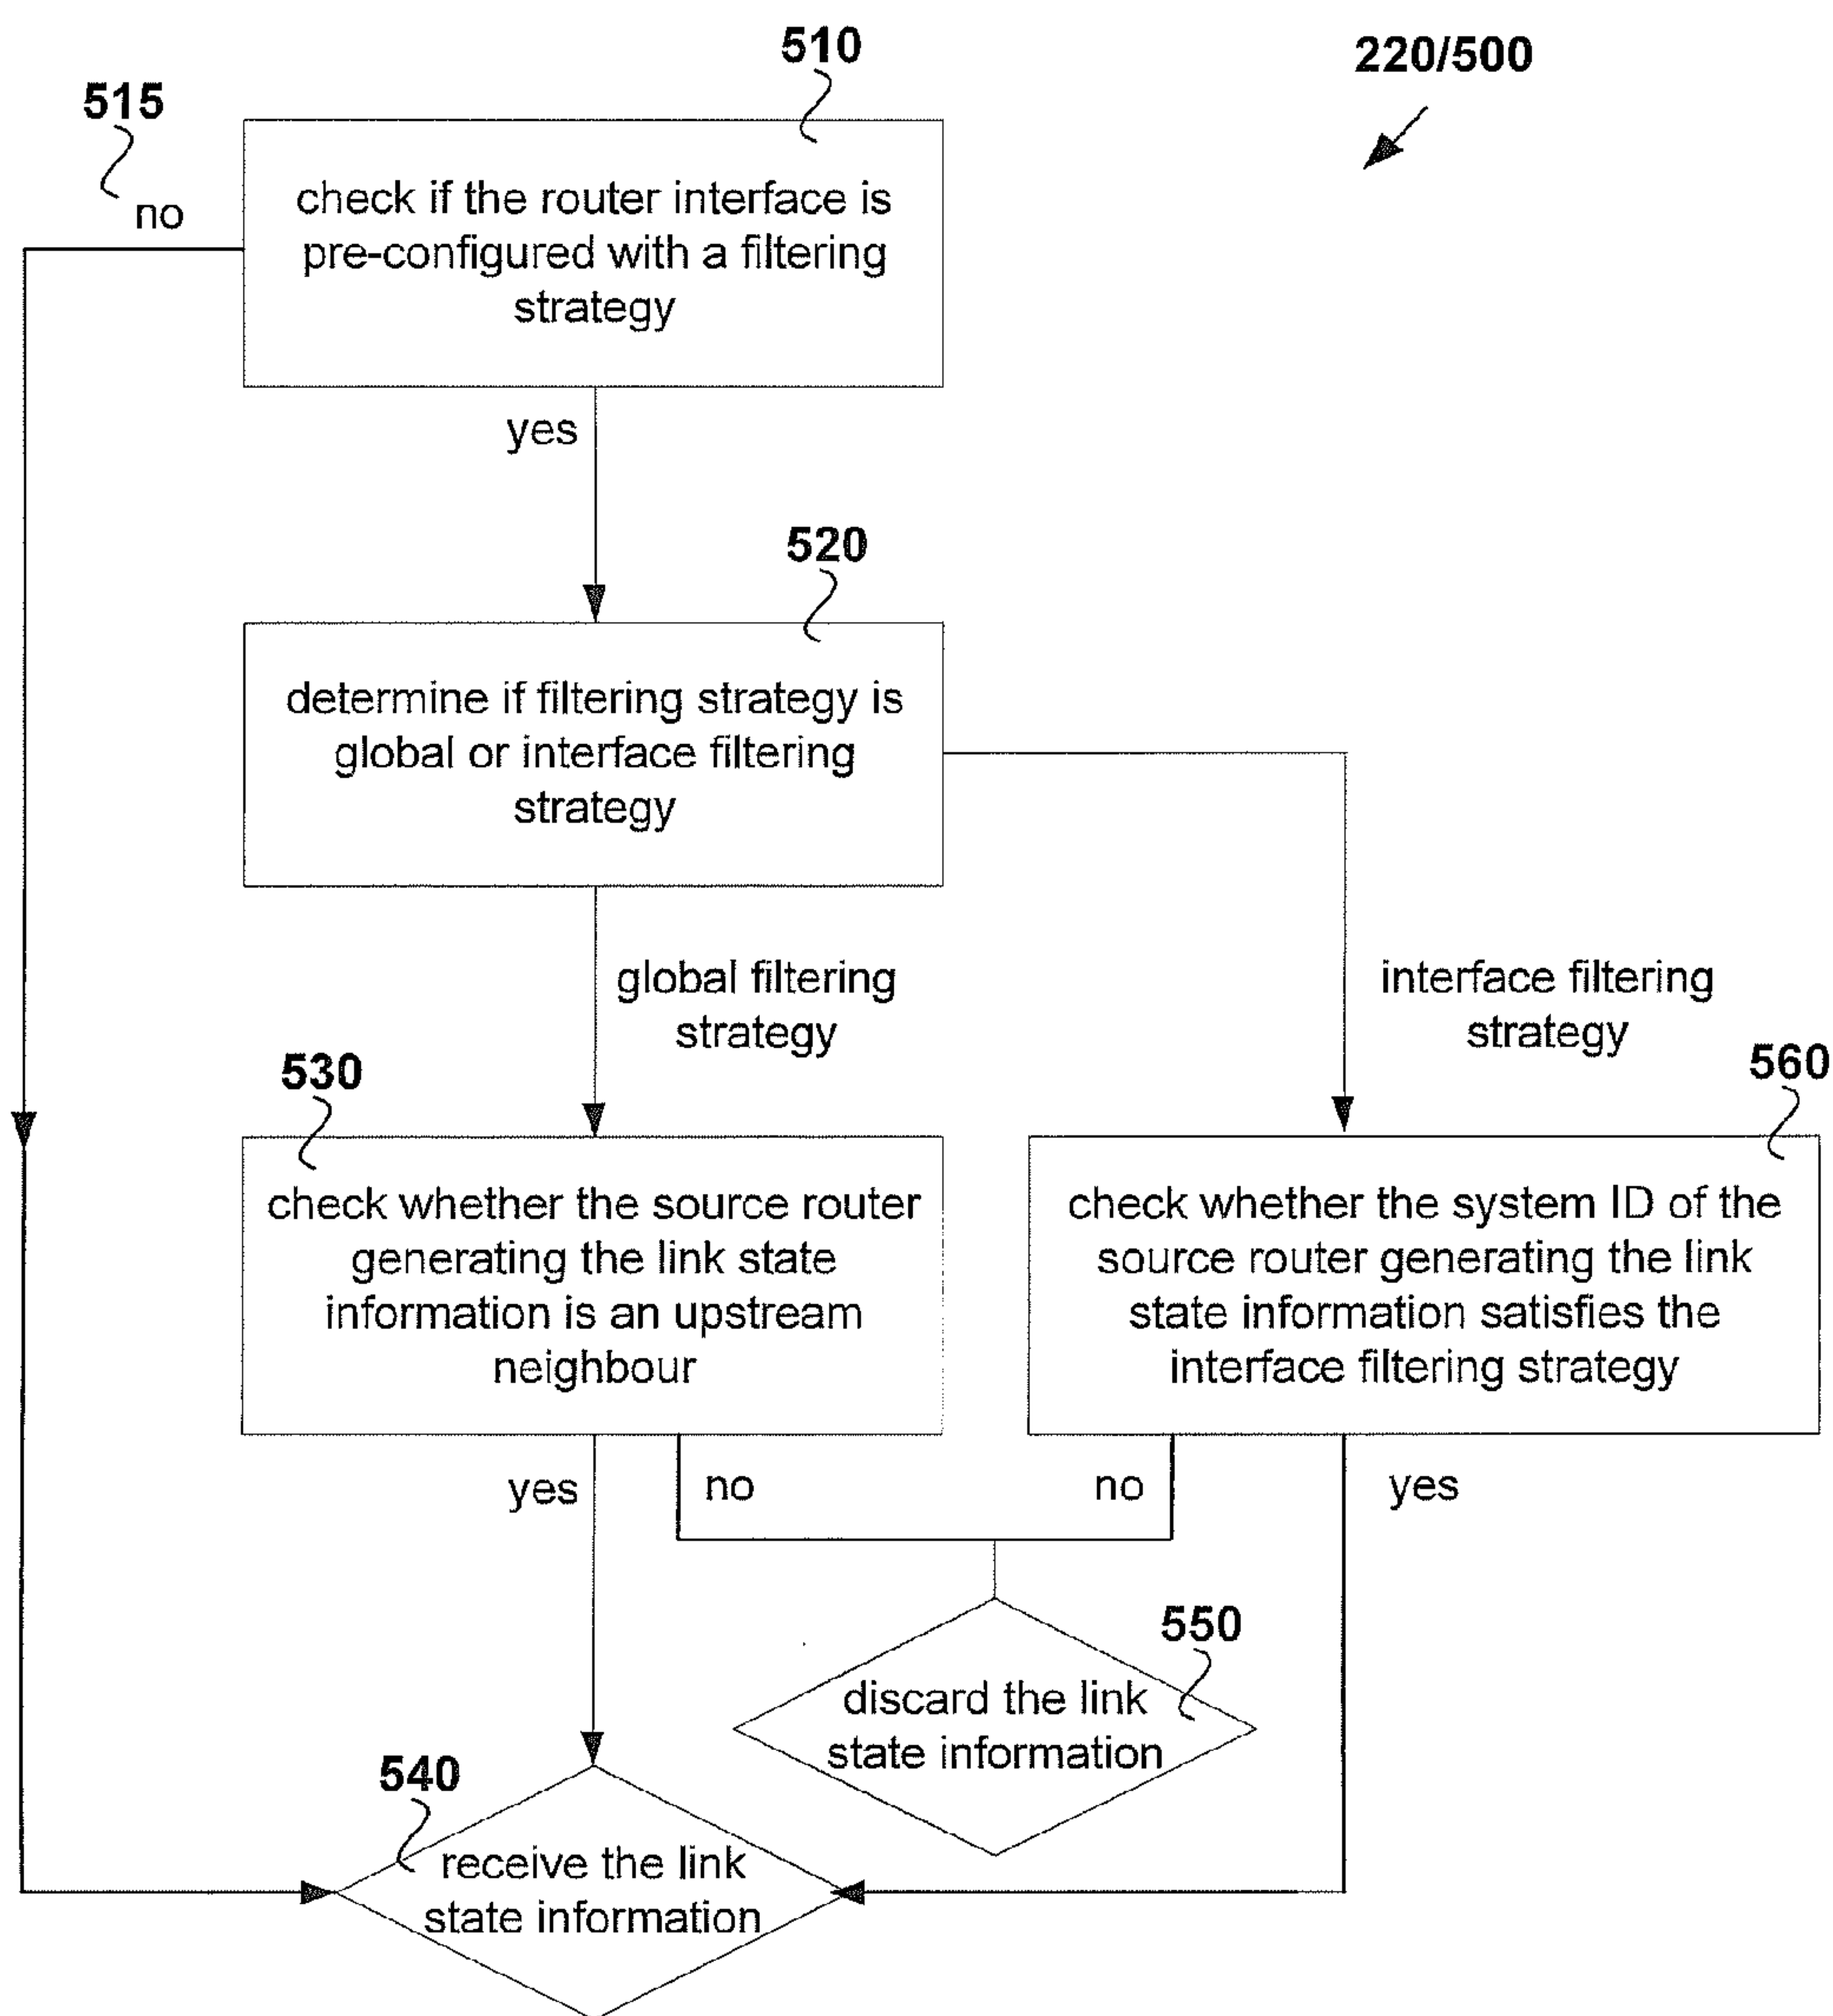 510
220/500
515
no
check if the router interface is
pre-configured with a filtering
strategy
yes
520
determine if filtering strategy is
global or interface filtering
strategy
global filtering
strategy
interface filtering
strategy
530
560
check whether the source router
generating the link state
information is an upstream
neighbour
check whether the system ID of the
source router generating the link
state information satisfies the
interface filtering strategy
yes
no
no
yes
550
discard the link
state information
540
receive the link
state information